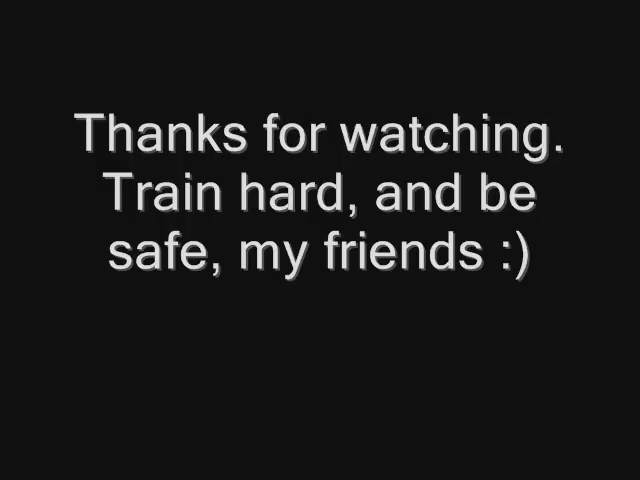 Thanks for watching.
Train hard, and be
safe, my friends :)